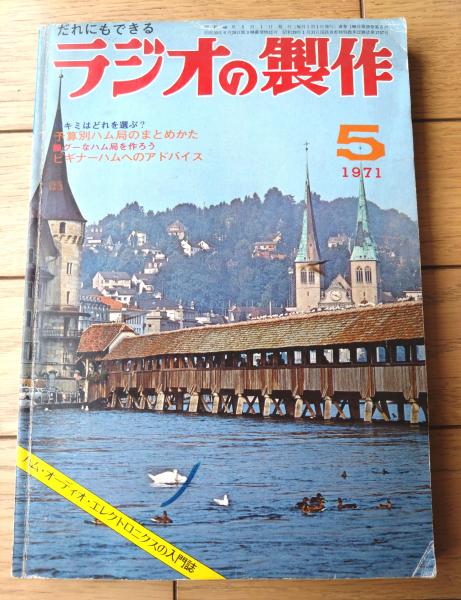 だれにもできる
ラジオの製作
キミはどれを選ぶ?
予算別ハム局のまとめかた
■グーなハム局を作ろう
ビギナーハムへのアドバイス
5
1971
ハム・オーディオ・エレクトロニクスの入門誌